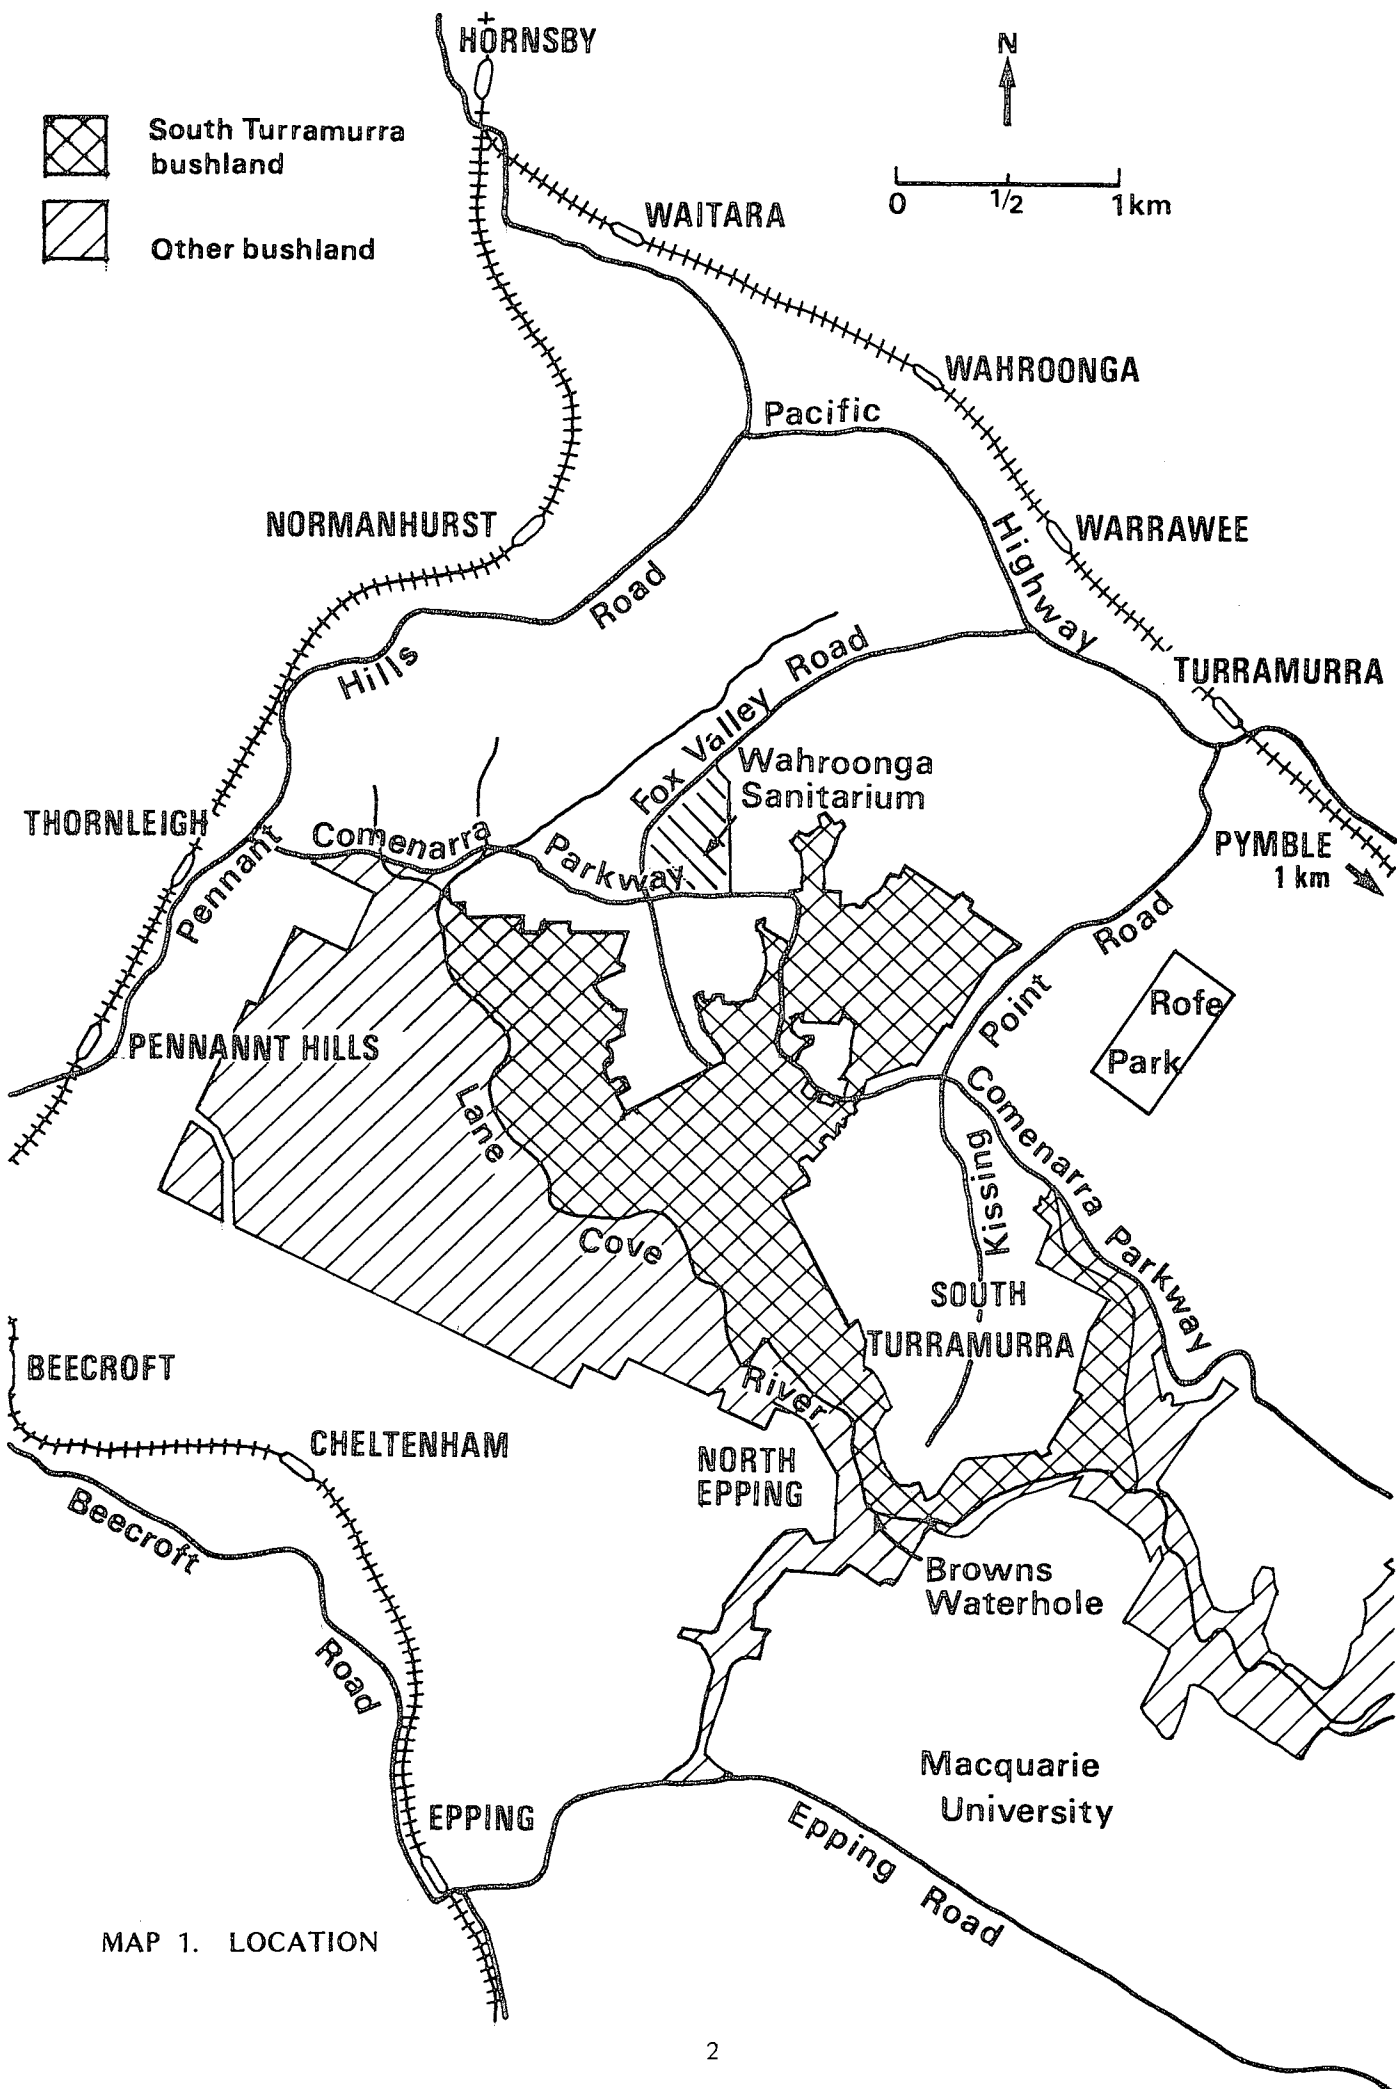 HORNSBY
N
South Turramurra
bushland
0 1/2 1km
WAITARA
Other bushland
WAHROONGA
Pacific
NORMANHURST
Highway
WARRAWEE
Road
Hills
TURRAMURRA
Fox Valley Road
Wahroonga
Sanitarium
THORNLEIGH
Pennant
Comenarra
Parkway
PYMBLE
1 km
Road
Point
Rofe
Park
PENNANNT HILLS
Lane
Comenarra
Kissing
Cove
Parkway
SOUTH
TURRAMURRA
BEECROFT
River
CHELTENHAM
NORTH
EPPING
Beecroft
Browns
Waterhole
Road
Macquarie
University
EPPING
Epping
Road
MAP 1. LOCATION
2